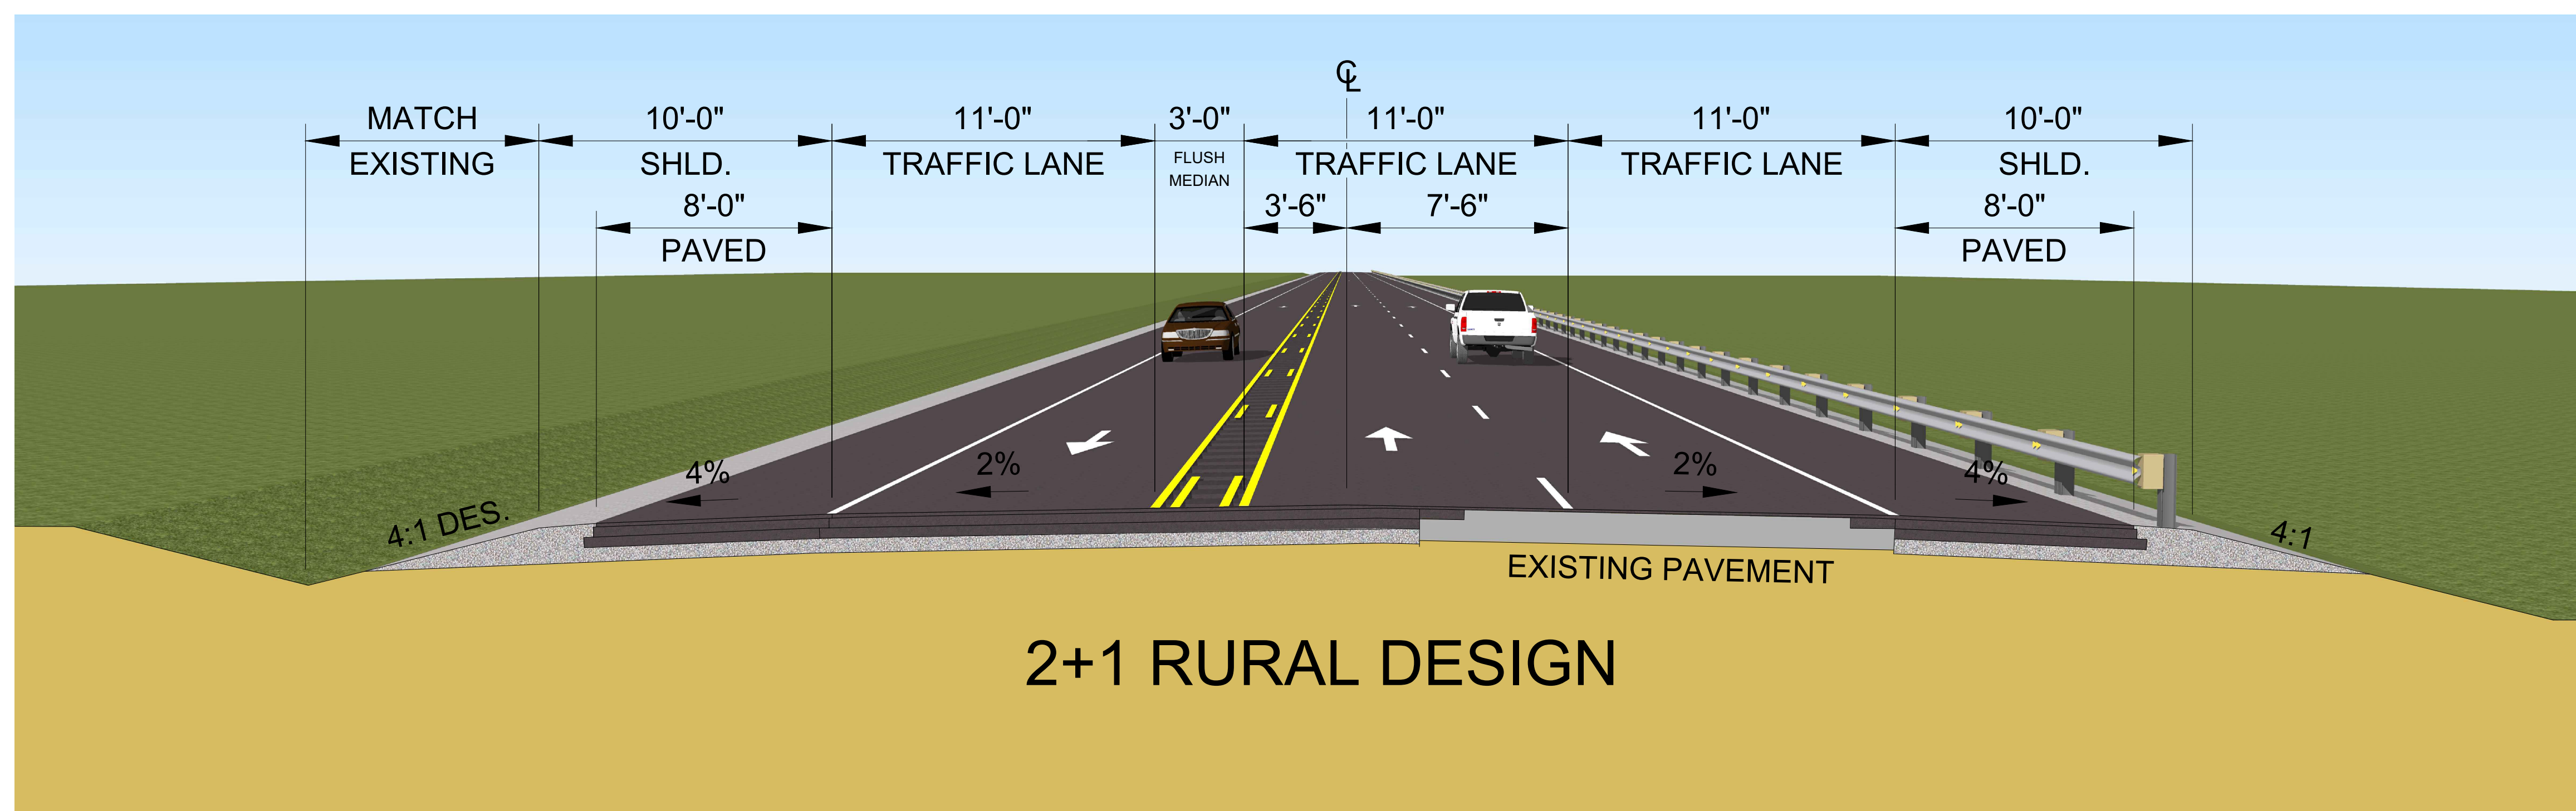 ℄
MATCH 10'-0" 11'-0" 3'-0" 11'-0" 11'-0" 10'-0"
EXISTING SHLD. TRAFFIC LANE FLUSH TRAFFIC LANE TRAFFIC LANE SHLD.
MEDIAN
8'-0" 3'-6" 7'-6" 8'-0"
PAVED PAVED
4% 2% 2% 4%
4:1 DES. 4:1
EXISTING PAVEMENT
2+1 RURAL DESIGN